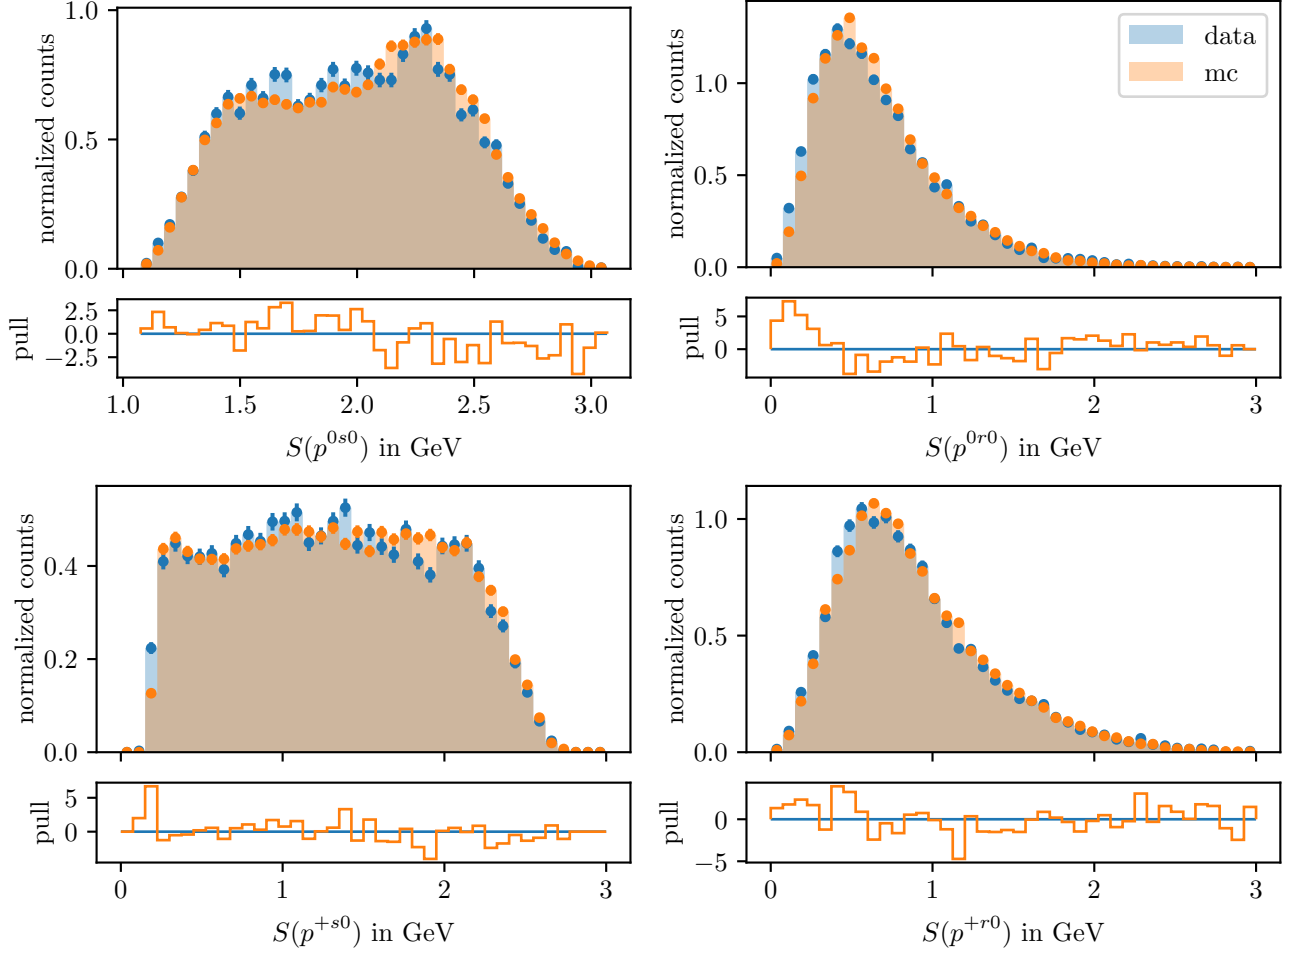 normalized counts
1.0
0.5
0.0
pull
2.5
0.0
−2.5
1.0
1.5
2.0
2.5
3.0
S(p^{0s0}) in GeV
normalized counts
1.0
0.5
0.0
data
mc
pull
5
0
0
1
2
3
S(p^{0r0}) in GeV
normalized counts
0.4
0.2
0.0
pull
5
0
0
1
2
3
S(p^{+s0}) in GeV
normalized counts
1.0
0.5
0.0
pull
0
−5
0
1
2
3
S(p^{+r0}) in GeV